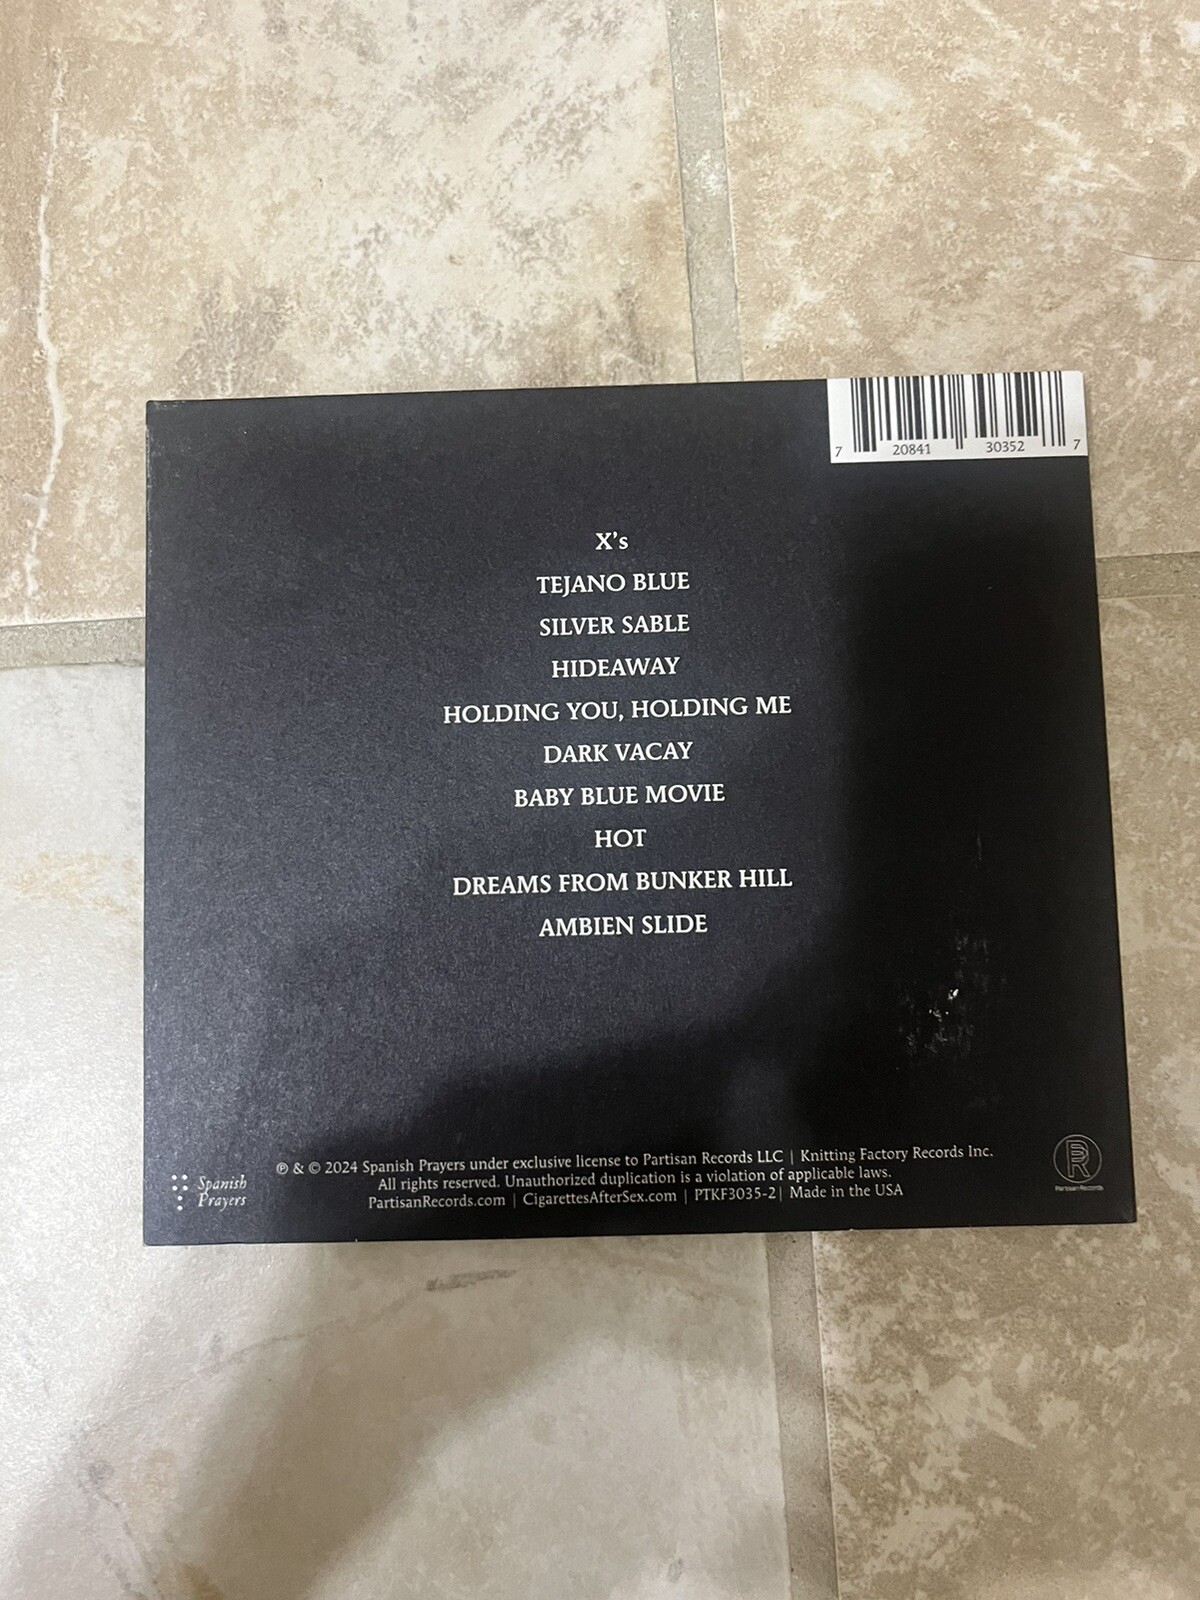 7 20841 30352 7
X's
TEJANO BLUE
SILVER SABLE
HIDEAWAY
HOLDING YOU, HOLDING ME
DARK VACAY
BABY BLUE MOVIE
HOT
DREAMS FROM BUNKER HILL
AMBIEN SLIDE
Spanish
Prayers
℗ & © 2024 Spanish Prayers under exclusive license to Partisan Records LLC | Knitting Factory Records Inc.
All rights reserved. Unauthorized duplication is a violation of applicable laws.
PartisanRecords.com | CigarettesAfterSex.com | PTKF3035-2 | Made in the USA
PR
Partisan Records